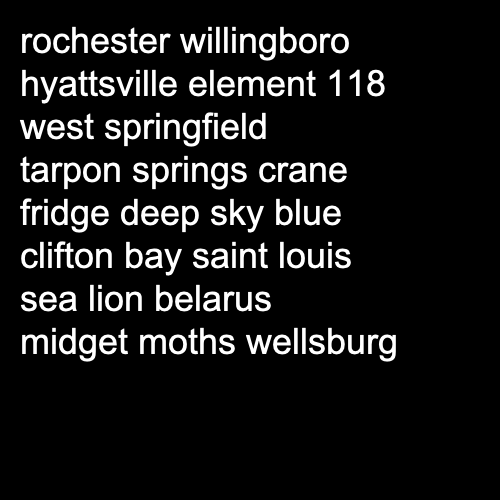 rochester willingboro
hyattsville element 118
west springfield
tarpon springs crane
fridge deep sky blue
clifton bay saint louis
sea lion belarus
midget moths wellsburg